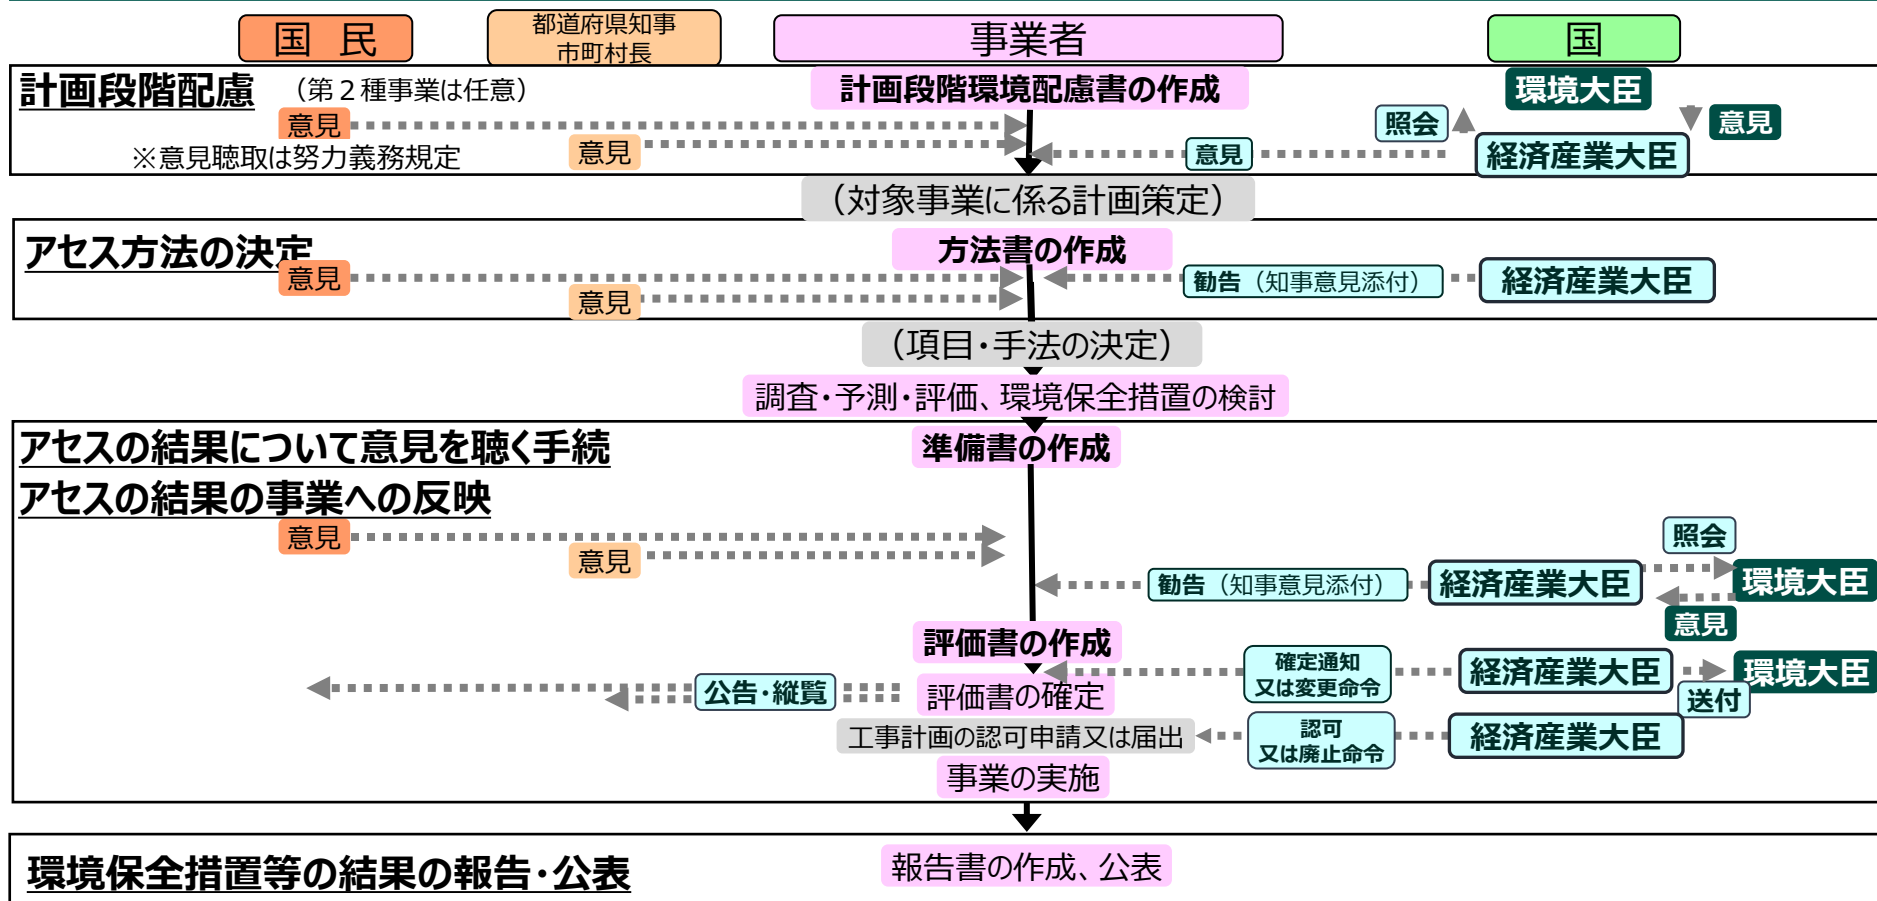 国 民
都道府県知事
市町村長
事業者
国
計画段階配慮
（第２種事業は任意）
計画段階環境配慮書の作成
環境大臣
意見
照会
意見
※意見聴取は努力義務規定
意見
意見
経済産業大臣
（対象事業に係る計画策定）
アセス方法の決定
方法書の作成
意見
勧告（知事意見添付）
経済産業大臣
意見
（項目・手法の決定）
調査・予測・評価、環境保全措置の検討
アセスの結果について意見を聴く手続
準備書の作成
アセスの結果の事業への反映
意見
照会
意見
勧告（知事意見添付）
経済産業大臣
環境大臣
意見
評価書の作成
確定通知
又は変更命令
経済産業大臣
環境大臣
公告・縦覧
評価書の確定
送付
工事計画の認可申請又は届出
認可
又は廃止命令
経済産業大臣
事業の実施
環境保全措置等の結果の報告・公表
報告書の作成、公表